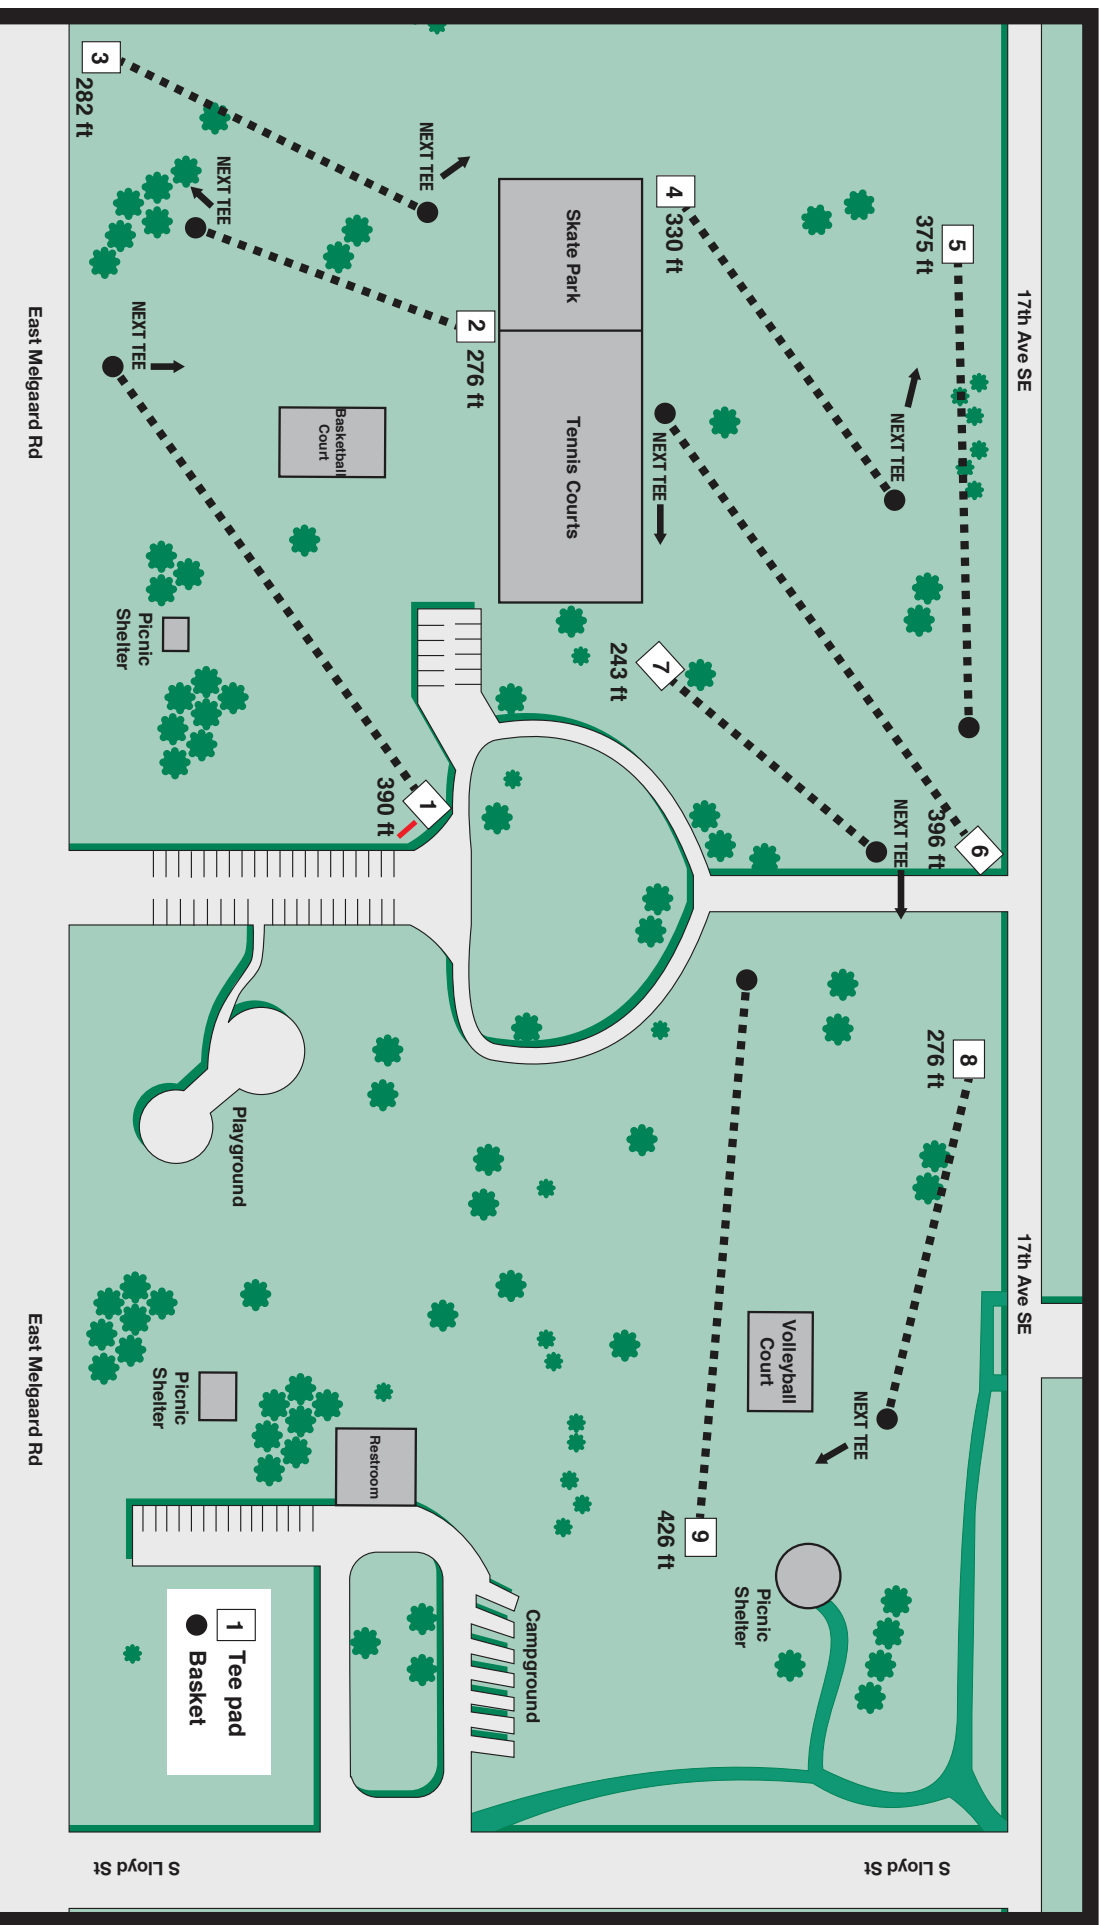 17th Ave SE
17th Ave SE
5
375 ft
6
396 ft
8
276 ft
NEXT TEE
NEXT TEE
NEXT TEE
4
330 ft
NEXT TEE
7
243 ft
Volleyball
Court
9
426 ft
Picnic
Shelter
Skate Park
Tennis Courts
Campground
NEXT TEE
2
276 ft
1
390 ft
Basketball
Court
Restroom
NEXT TEE
NEXT TEE
3
282 ft
Picnic
Shelter
Playground
Picnic
Shelter
1 Tee pad
Basket
East Melgaard Rd
East Melgaard Rd
S Lloyd St
S Lloyd St